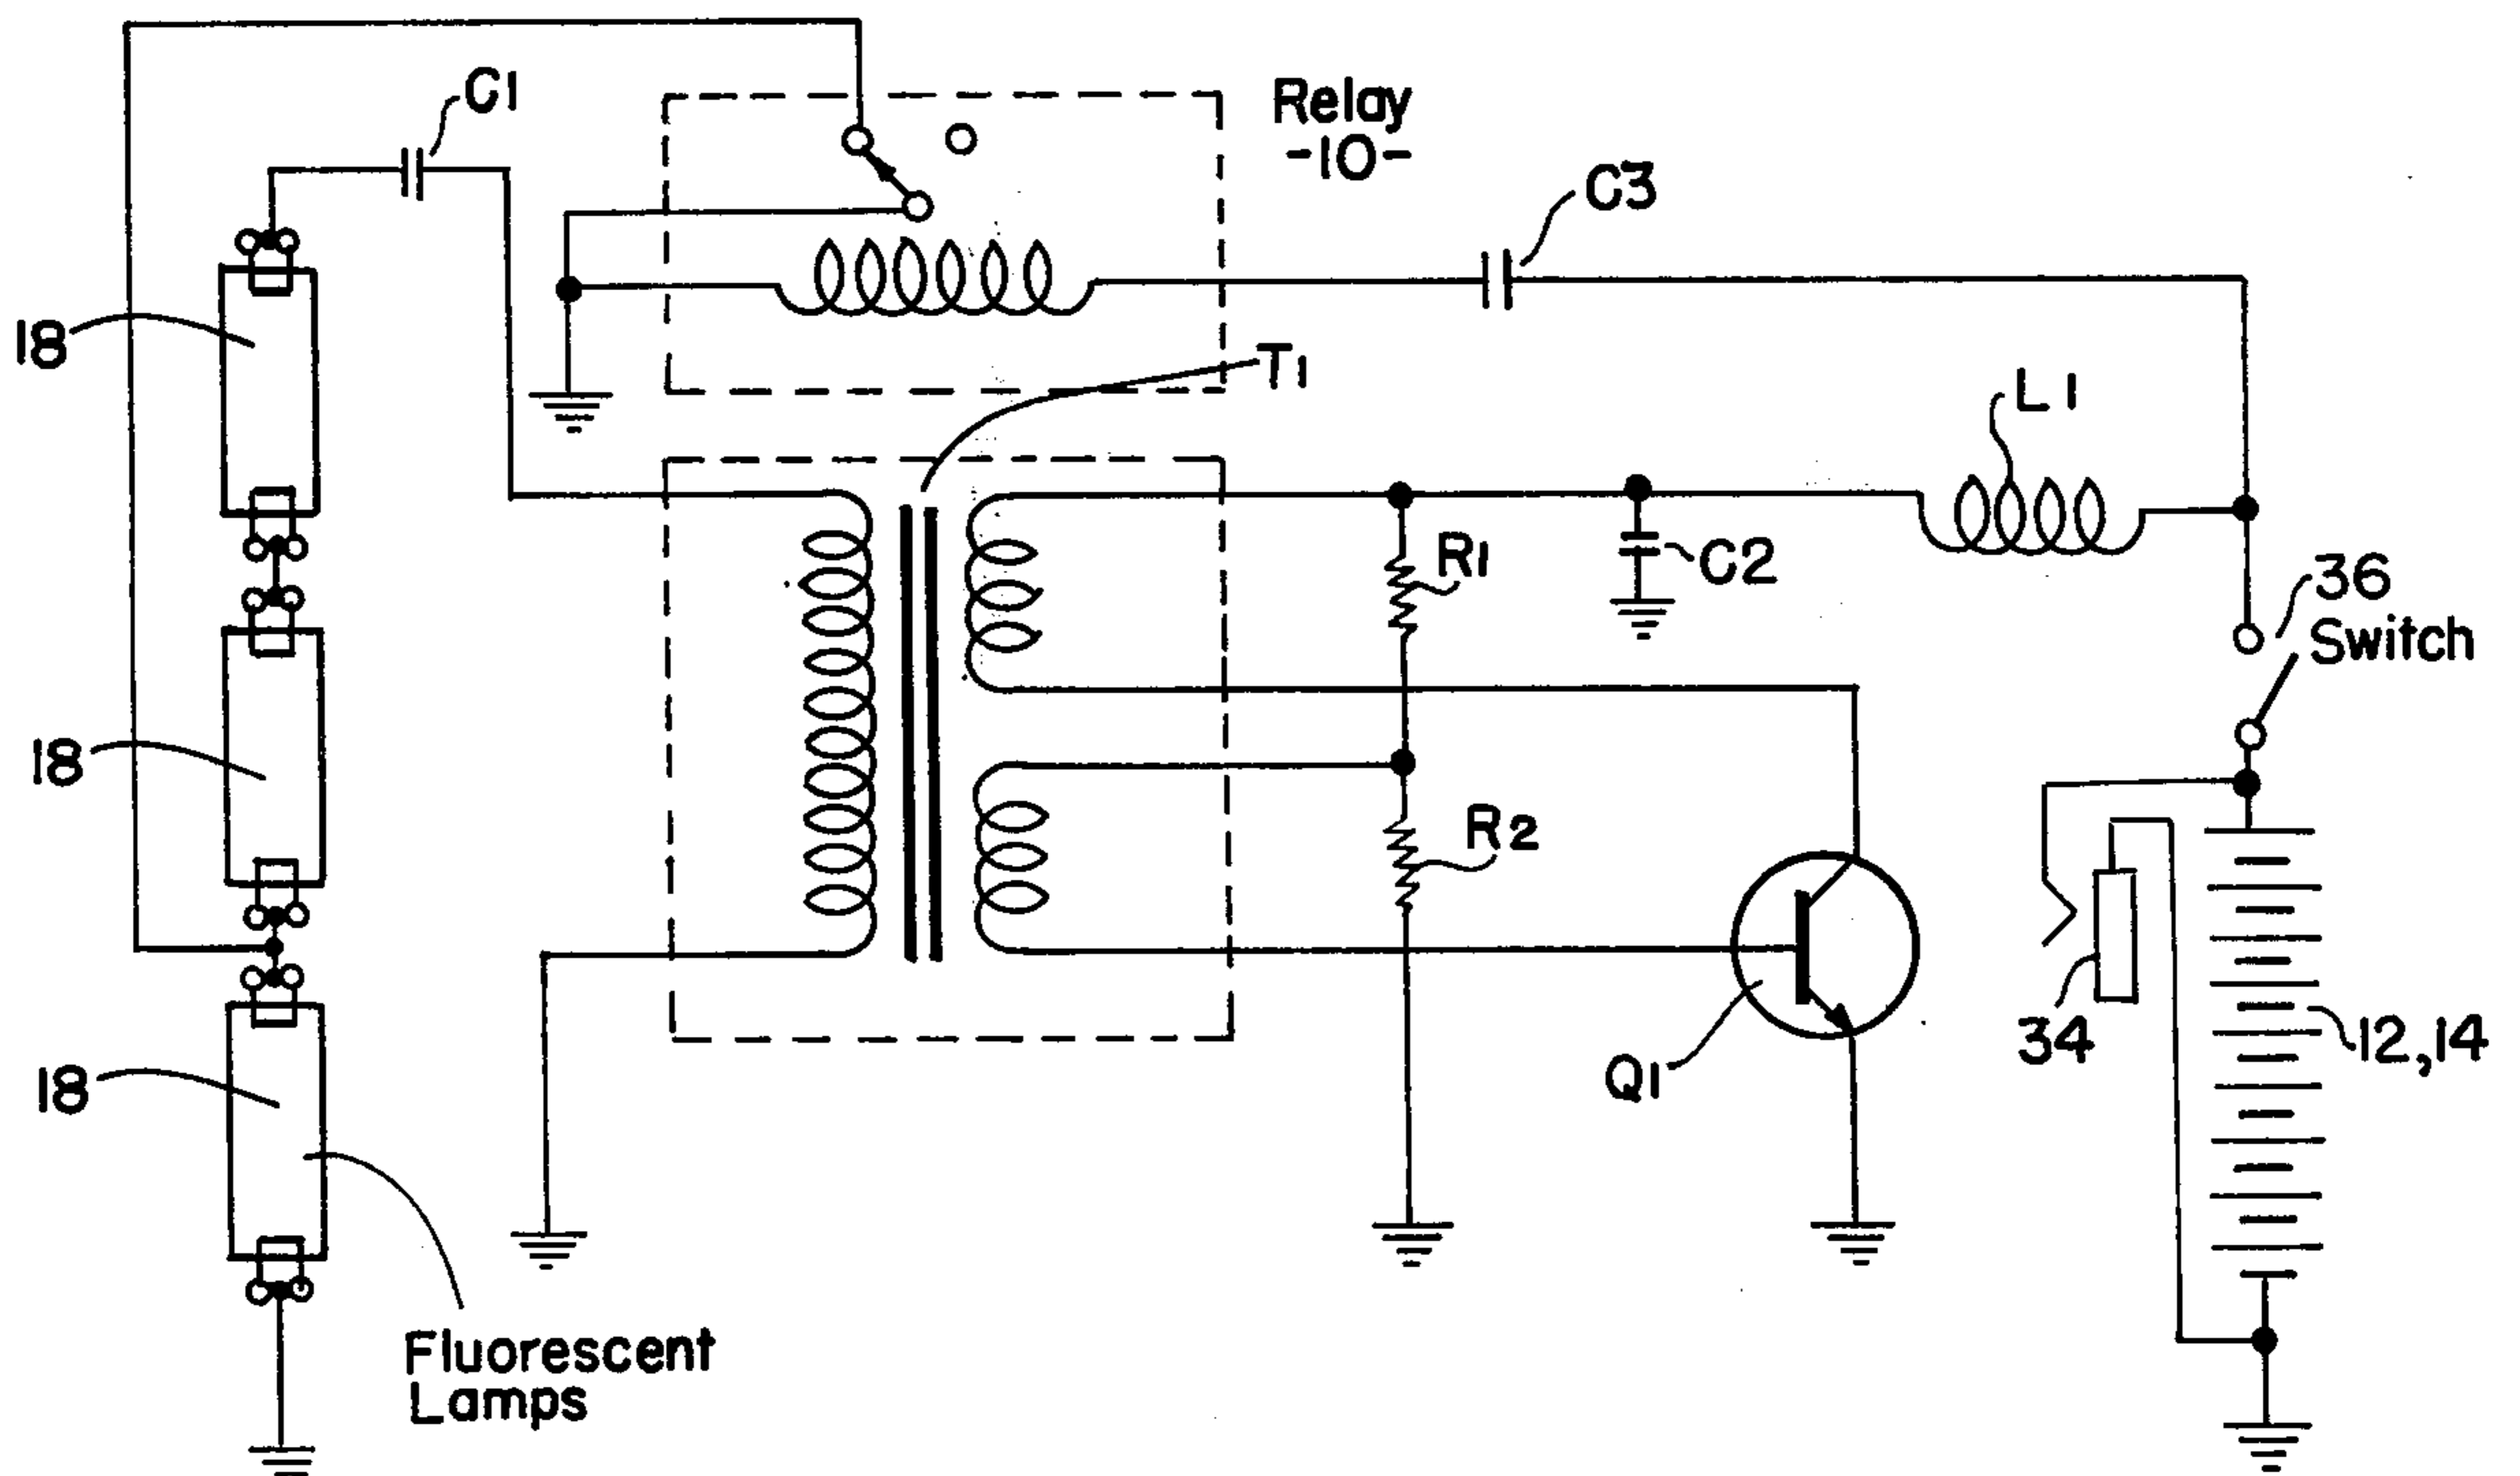 C1
Relay
-10-
C3
18
T1
L1
R1
C2
36
Switch
18
R2
34
12,14
Q1
18
Fluorescent
Lamps